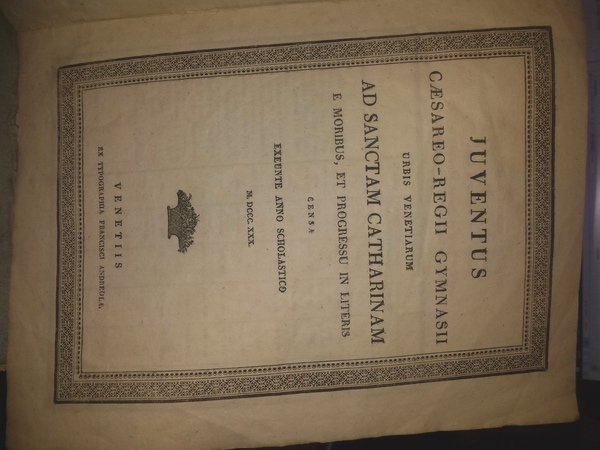 JUVENTUS
CÆSAREO-REGII GYMNASII
URBIS VENETIARUM
AD SANCTAM CATHARINAM
E MORIBUS, ET PROGRESSU IN LITERIS
CENSA
EXEUNTE ANNO SCHOLASTICO
M. DCCC. XXX.
VENETIIS
EX TYPOGRAPHIA FRANCISCI ANDREOLA.